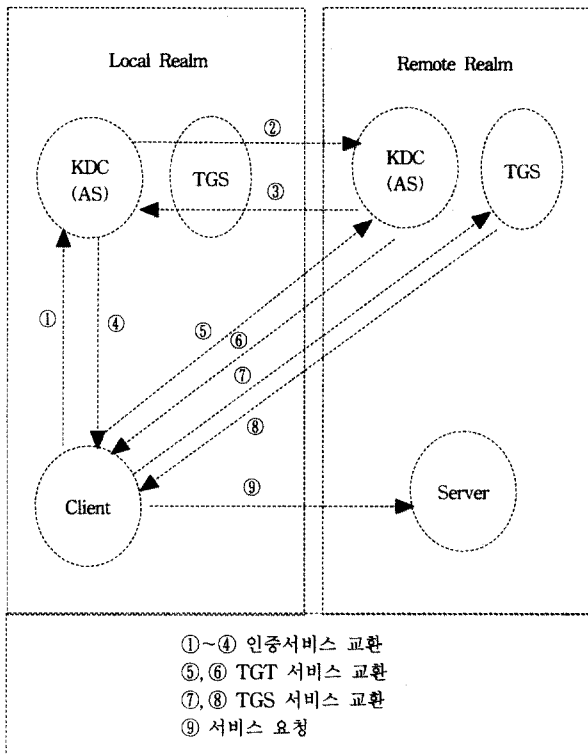 Local Realm
Remote Realm
②
KDC
(AS)
TGS
KDC
(AS)
TGS
③
①
④
⑤
⑥
⑦
⑧
Client
⑨
Server
①~④ 인증서비스 교환
⑤, ⑥ TGT 서비스 교환
⑦, ⑧ TGS 서비스 교환
⑨ 서비스 요청